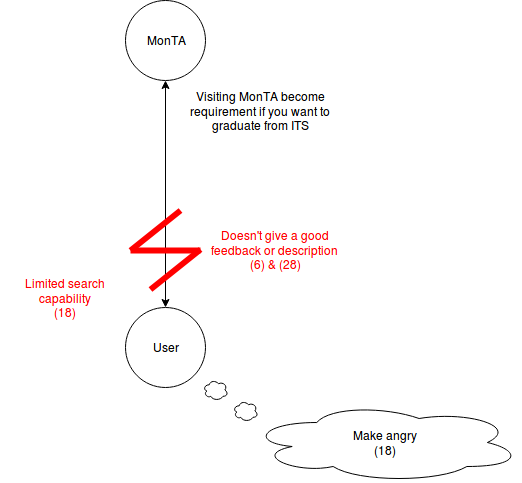 MonTA
Visiting MonTA become
requirement if you want to
graduate from ITS
Doesn't give a good
feedback or description
(6) & (28)
Limited search
capability
(18)
User
Make angry
(18)